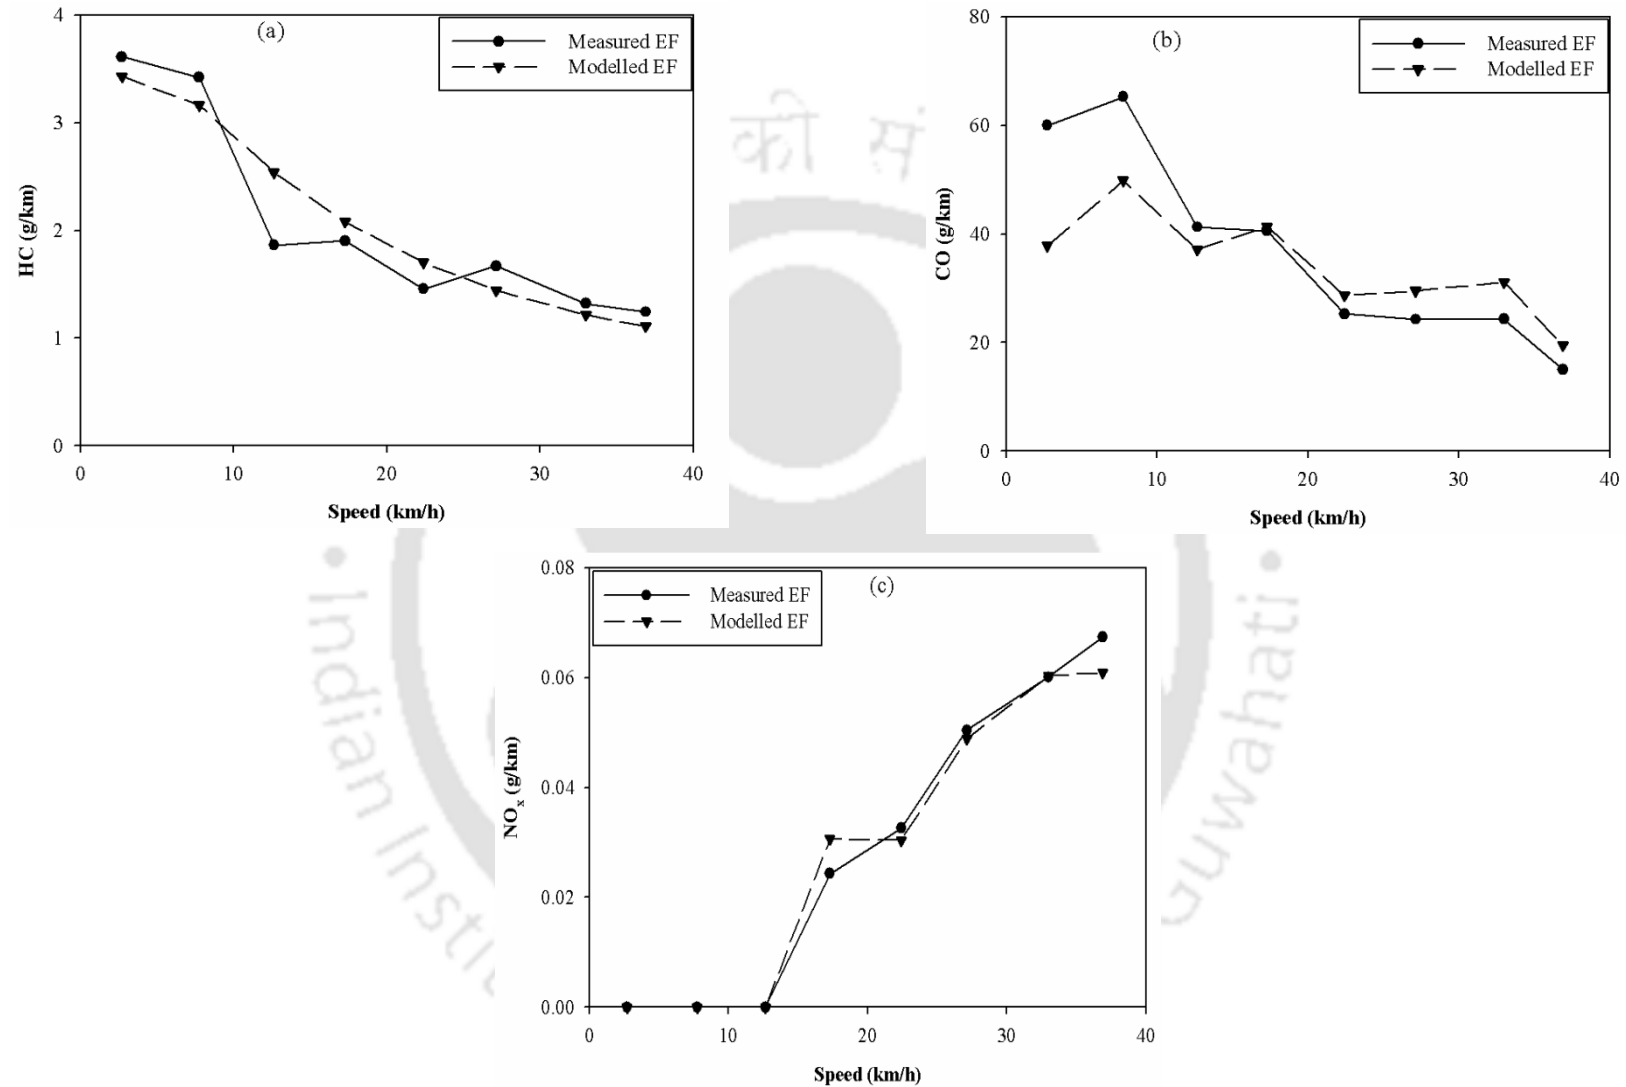 (a)
Measured EF
Modelled EF
4
3
2
1
0
HC (g/km)
0 10 20 30 40
Speed (km/h)
(b)
Measured EF
Modelled EF
80
60
40
20
0
CO (g/km)
0 10 20 30 40
Speed (km/h)
(c)
Measured EF
Modelled EF
0.08
0.06
0.04
0.02
0.00
NOx (g/km)
0 10 20 30 40
Speed (km/h)
Indian
Guwahati